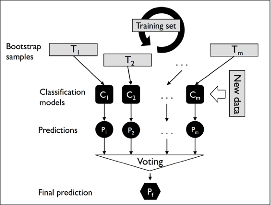 Training set
Bootstrap samples
T1
T2
. . .
Tm
Classification models
C1
C2
. . .
Cm
New data
Predictions
P1
P2
. . .
Pm
Voting
Final prediction
Pf